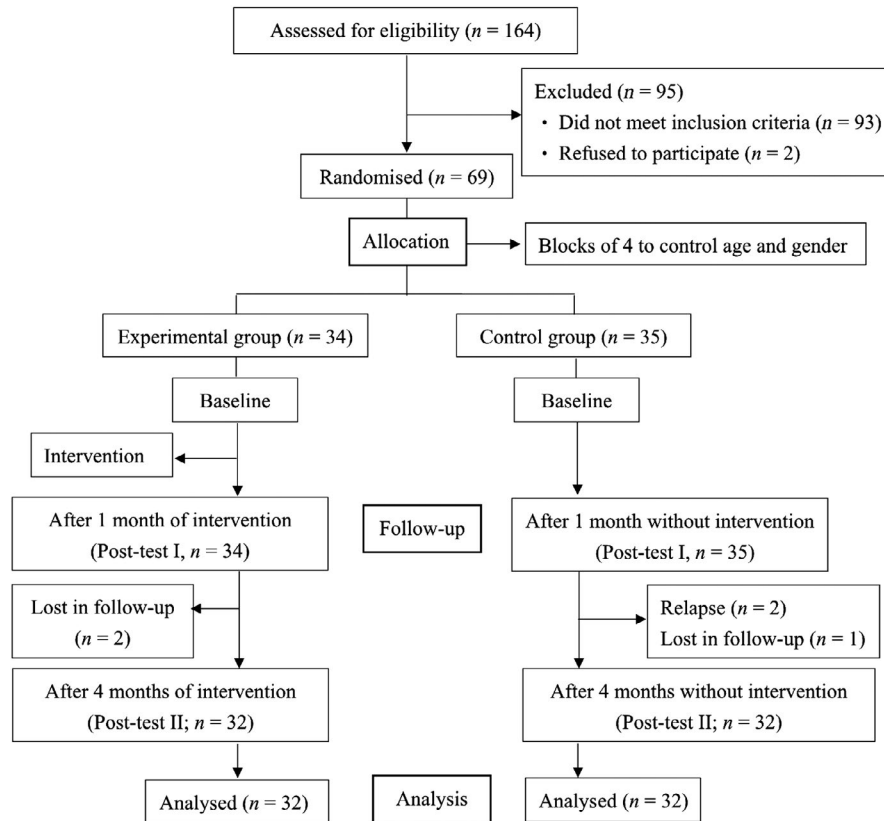 Assessed for eligibility (n = 164)
Excluded (n = 95)
・ Did not meet inclusion criteria (n = 93)
・ Refused to participate (n = 2)
Randomised (n = 69)
Allocation
Blocks of 4 to control age and gender
Experimental group (n = 34)
Control group (n = 35)
Baseline
Baseline
Intervention
After 1 month of intervention
(Post-test I, n = 34)
Follow-up
After 1 month without intervention
(Post-test I, n = 35)
Lost in follow-up
(n = 2)
Relapse (n = 2)
Lost in follow-up (n = 1)
After 4 months of intervention
(Post-test II; n = 32)
After 4 months without intervention
(Post-test II; n = 32)
Analysed (n = 32)
Analysis
Analysed (n = 32)